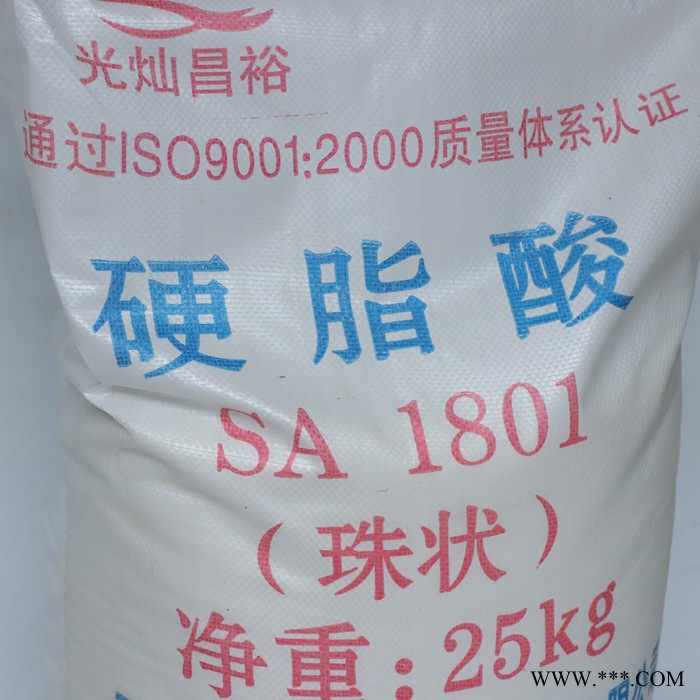 光灿昌裕
通过ISO9001:2000质量体系认证
硬脂酸
SA 1801
（珠状）
净重:25kg
WWW.***.COM